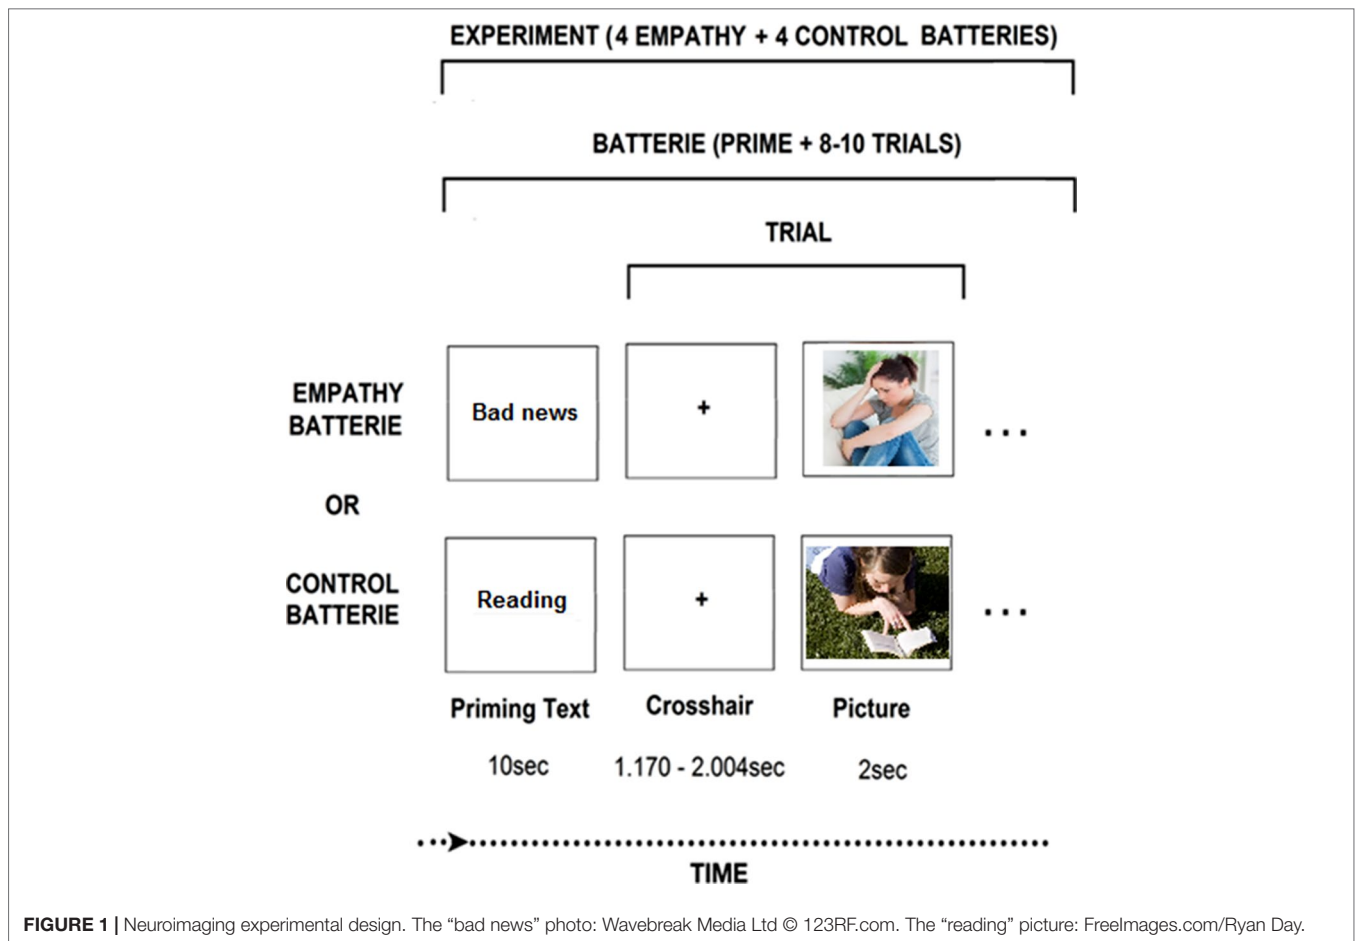 EXPERIMENT (4 EMPATHY + 4 CONTROL BATTERIES)
BATTERIE (PRIME + 8-10 TRIALS)
TRIAL
EMPATHY
BATTERIE
Bad news
+
...
OR
CONTROL
BATTERIE
Reading
+
...
Priming Text
Crosshair
Picture
10sec
1.170 - 2.004sec
2sec
TIME
FIGURE 1 | Neuroimaging experimental design. The “bad news” photo: Wavebreak Media Ltd © 123RF.com. The “reading” picture: FreeImages.com/Ryan Day.